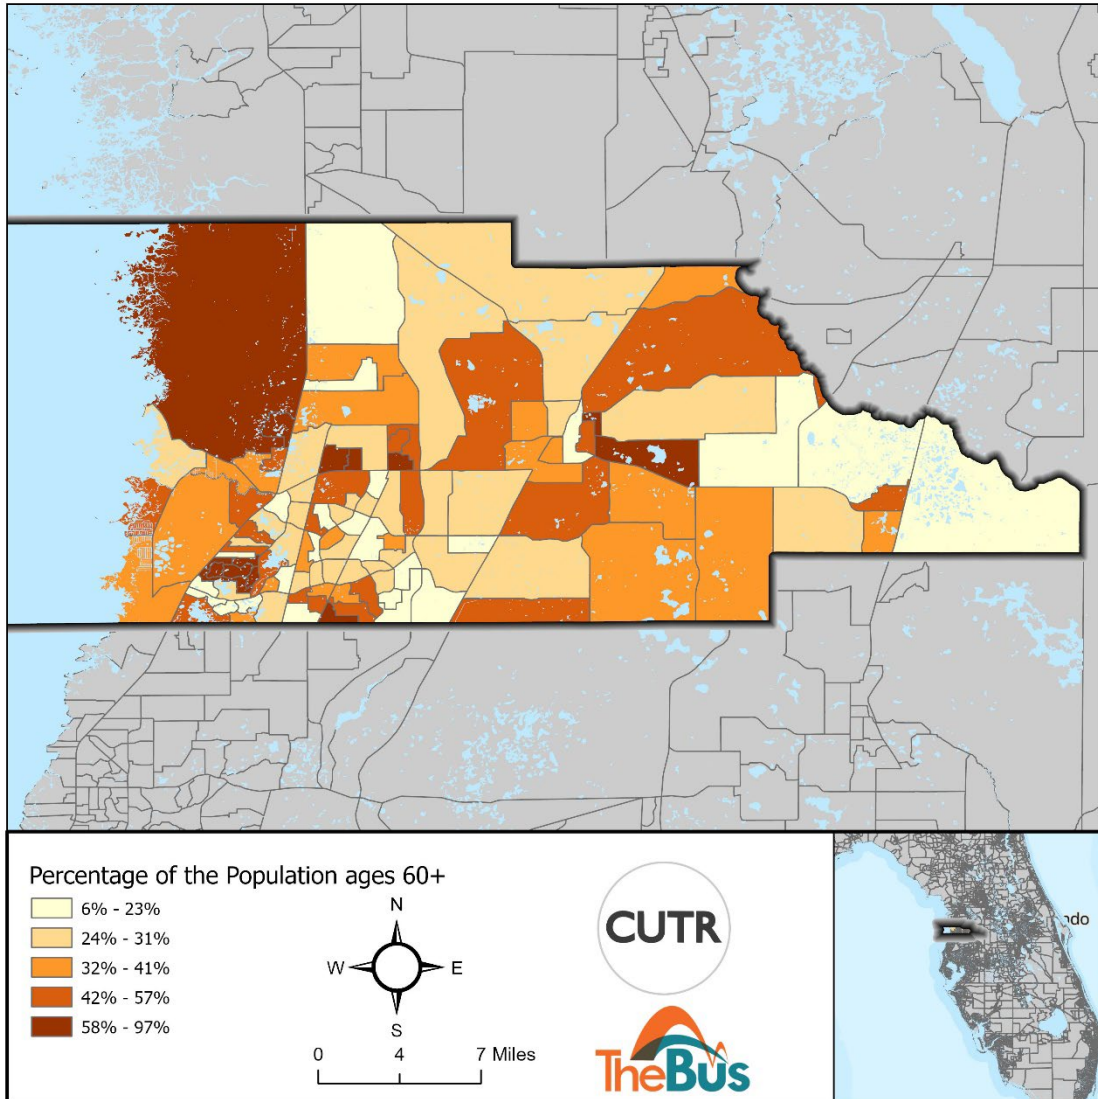 Percentage of the Population ages 60+
6% - 23%
24% - 31%
32% - 41%
42% - 57%
58% - 97%
N
W
E
S
0 4 7 Miles
CUTR
TheBus
ndo